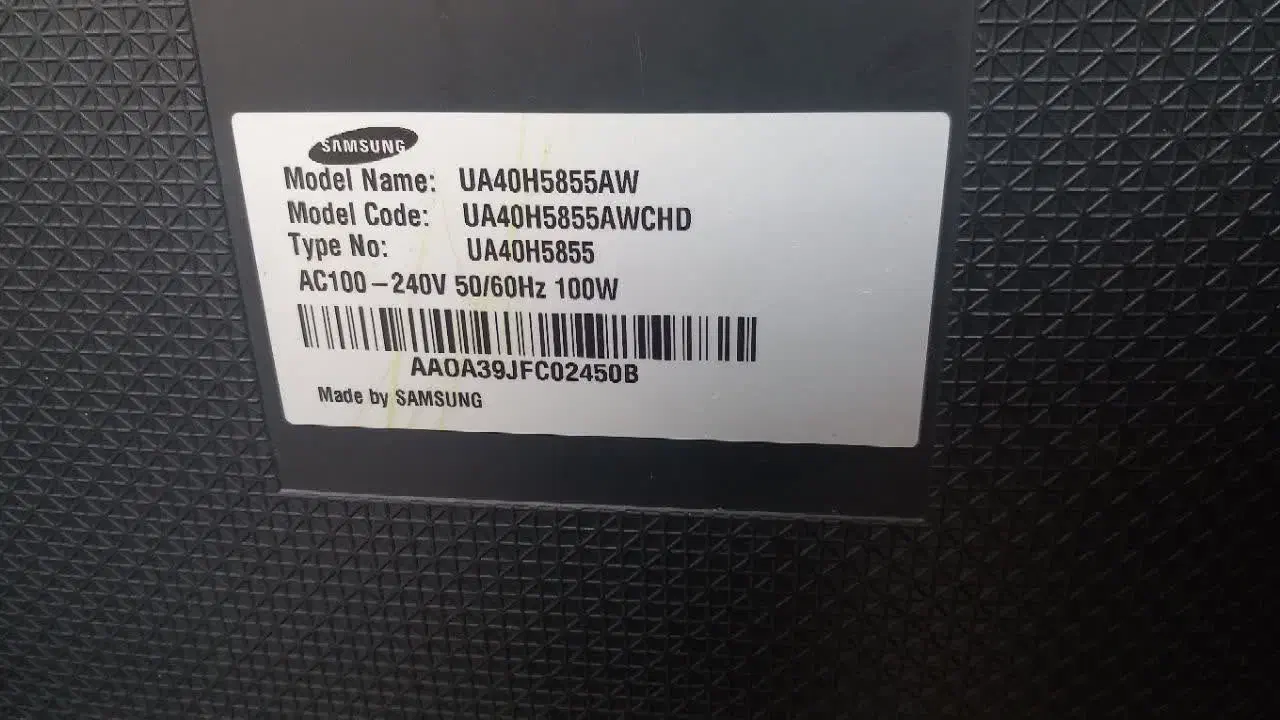 SAMSUNG
Model Name: UA40H5855AW
Model Code: UA40H5855AWCHD
Type No: UA40H5855
AC100-240V 50/60Hz 100W
AA0A39JFC02450B
Made by SAMSUNG